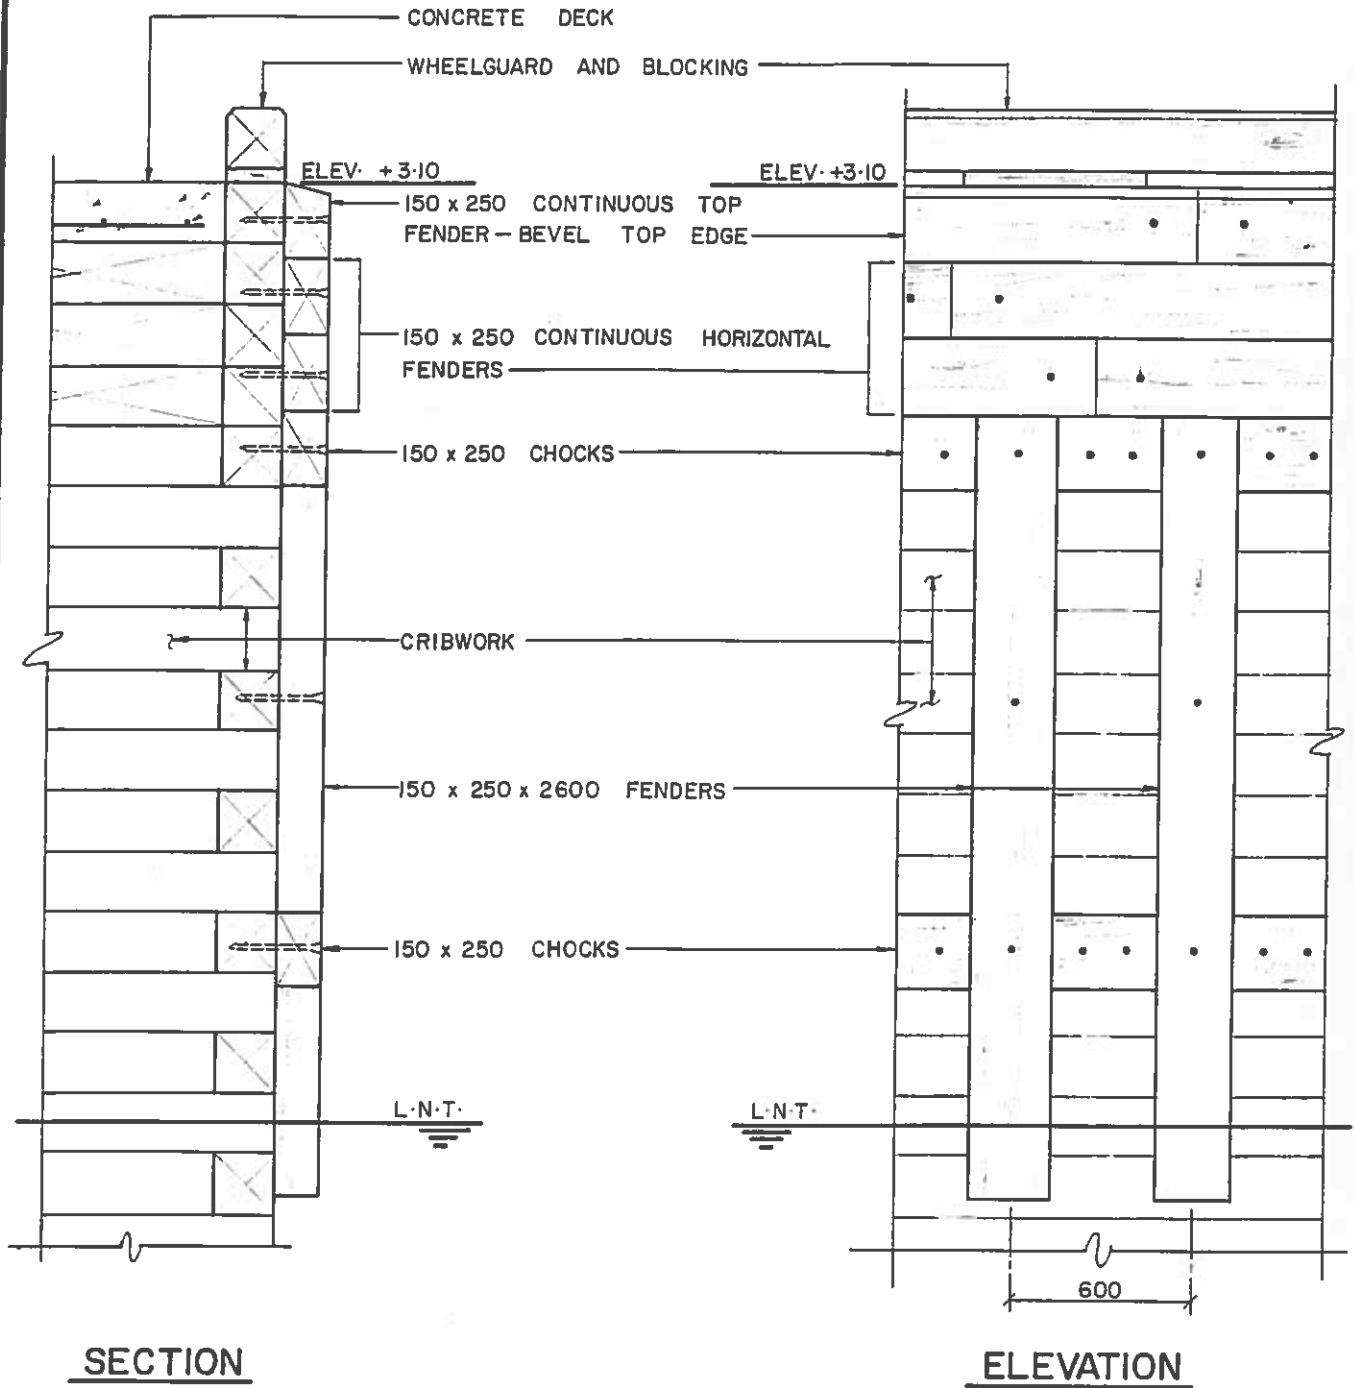 CONCRETE DECK
WHEELGUARD AND BLOCKING
ELEV. +3.10
ELEV. +3.10
150 x 250 CONTINUOUS TOP
FENDER - BEVEL TOP EDGE
150 x 250 CONTINUOUS HORIZONTAL
FENDERS
150 x 250 CHOCKS
CRIBWORK
150 x 250 x 2600 FENDERS
150 x 250 CHOCKS
L.N.T.
L.N.T.
600
SECTION
ELEVATION